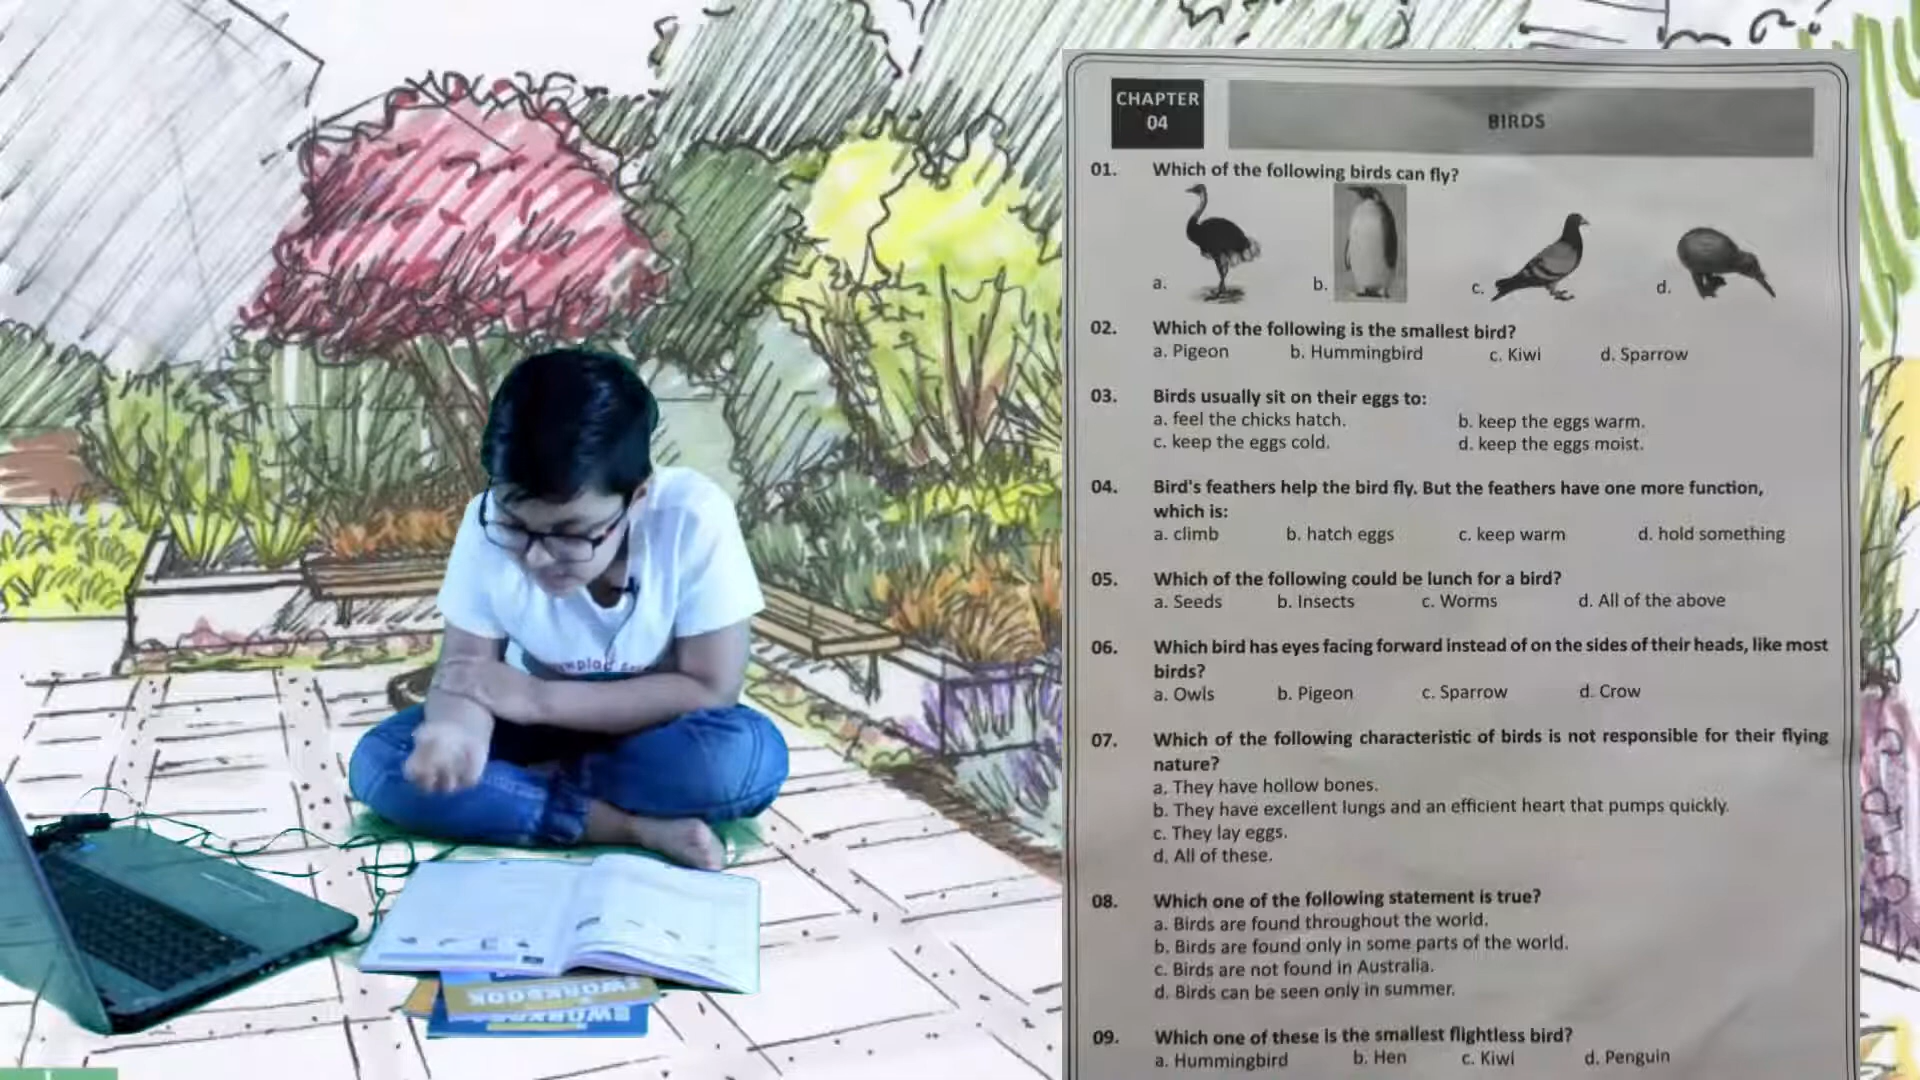 CHAPTER
04
BIRDS
01. Which of the following birds can fly?
a. b. c. d.
02. Which of the following is the smallest bird?
a. Pigeon b. Hummingbird c. Kiwi d. Sparrow
03. Birds usually sit on their eggs to:
a. feel the chicks hatch. b. keep the eggs warm.
c. keep the eggs cold. d. keep the eggs moist.
04. Bird's feathers help the bird fly. But the feathers have one more function,
which is:
a. climb b. hatch eggs c. keep warm d. hold something
05. Which of the following could be lunch for a bird?
a. Seeds b. Insects c. Worms d. All of the above
06. Which bird has eyes facing forward instead of on the sides of their heads, like most
birds?
a. Owls b. Pigeon c. Sparrow d. Crow
07. Which of the following characteristic of birds is not responsible for their flying
nature?
a. They have hollow bones.
b. They have excellent lungs and an efficient heart that pumps quickly.
c. They lay eggs.
d. All of these.
08. Which one of the following statement is true?
a. Birds are found throughout the world.
b. Birds are found only in some parts of the world.
c. Birds are not found in Australia.
d. Birds can be seen only in summer.
09. Which one of these is the smallest flightless bird?
a. Hummingbird b. Hen c. Kiwi d. Penguin
WORKBOOK